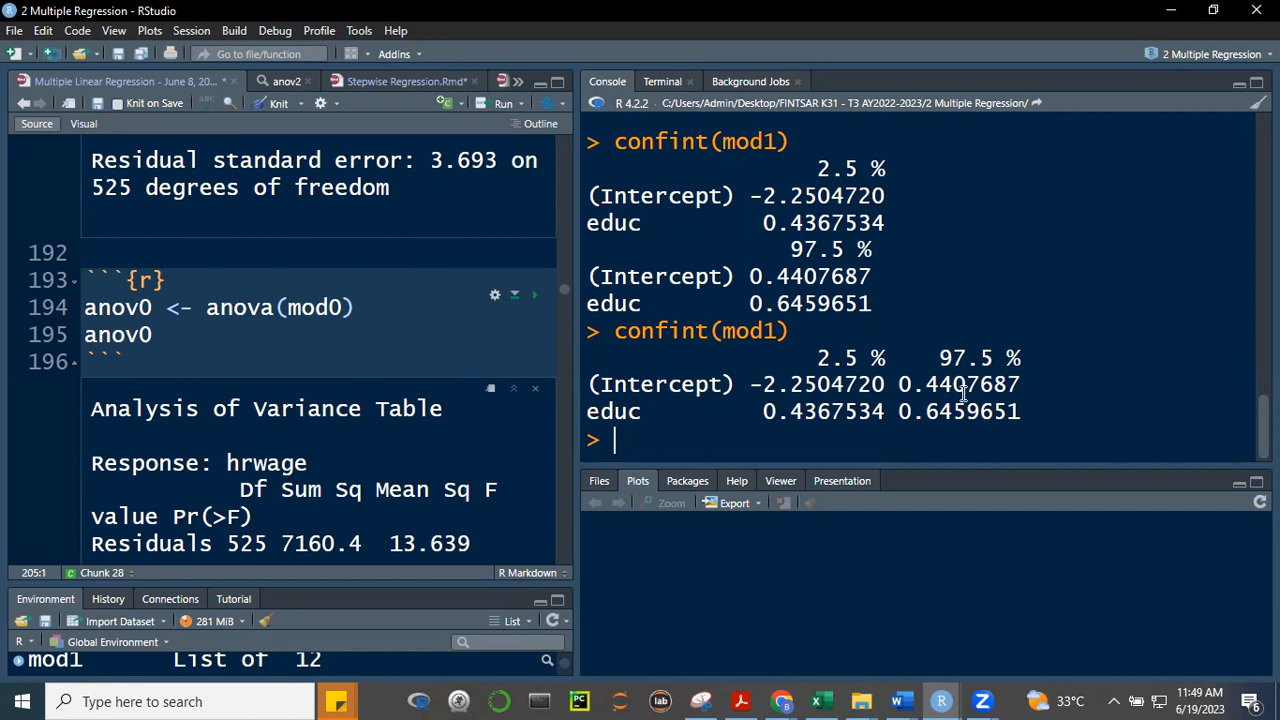 2 Multiple Regression - RStudio
File Edit Code View Plots Session Build Debug Profile Tools Help
Go to file/function Addins 2 Multiple Regression
Multiple Linear Regression - June 8, 20... * anov2 Stepwise Regression.Rmd*
Knit on Save ABC Knit Run
Source Visual Outline
Residual standard error: 3.693 on
525 degrees of freedom
192
193 ```{r}
194 anov0 <- anova(mod0)
195 anov0
196 ```
Analysis of Variance Table
Response: hrwage
Df Sum Sq Mean Sq F
value Pr(>F)
Residuals 525 7160.4 13.639
205:1 Chunk 28 R Markdown
Environment History Connections Tutorial
Import Dataset 281 MiB List
R Global Environment
mod1 List of 12
Console Terminal Background Jobs
R 4.2.2 · C:/Users/Admin/Desktop/FINTSAR K31 - T3 AY2022-2023/2 Multiple Regression/
> confint(mod1)
2.5 %
(Intercept) -2.2504720
educ 0.4367534
97.5 %
(Intercept) 0.4407687
educ 0.6459651
> confint(mod1)
2.5 % 97.5 %
(Intercept) -2.2504720 0.4407687
educ 0.4367534 0.6459651
>
Files Plots Packages Help Viewer Presentation
Zoom Export
Type here to search
PC
lab
33°C
11:49 AM
6/19/2023
6